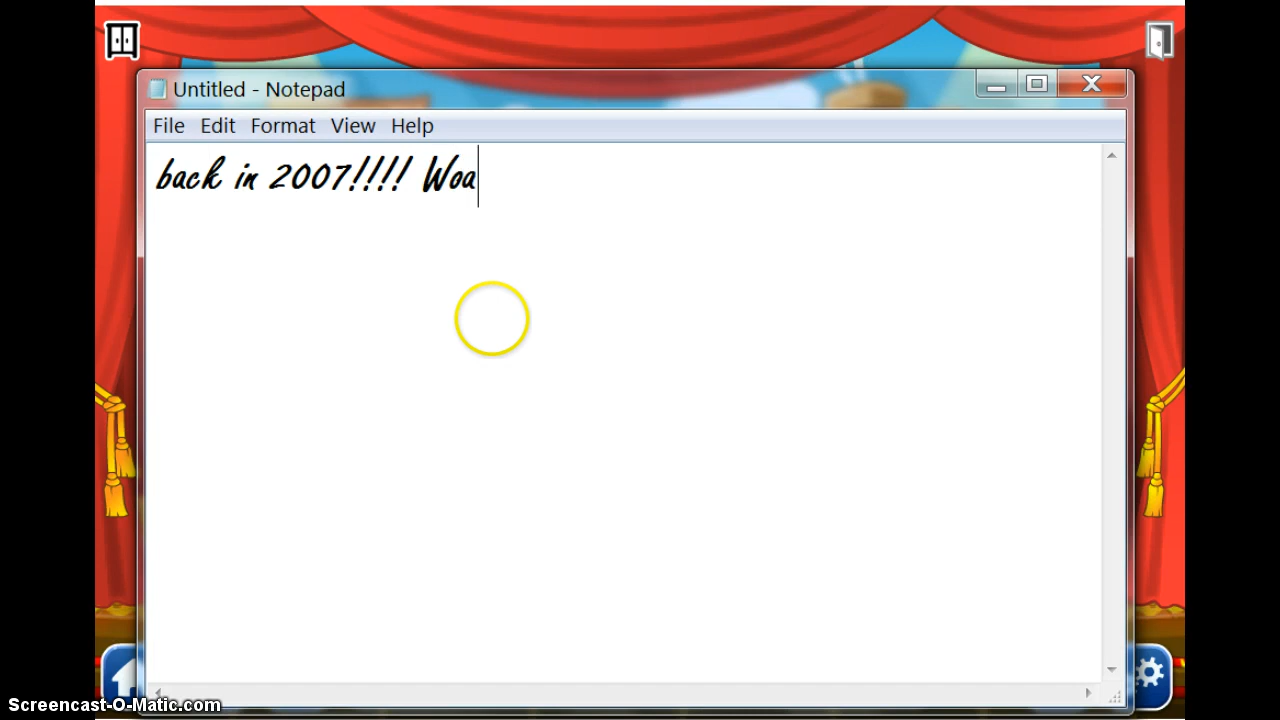 Untitled - Notepad
File Edit Format View Help
back in 2007!!!! Woa
Screencast-O-Matic.com